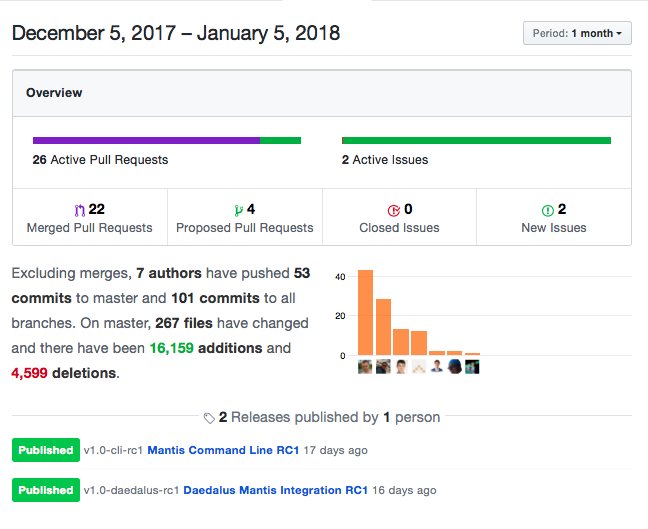 December 5, 2017 – January 5, 2018
Period: 1 month
Overview
26 Active Pull Requests
2 Active Issues
22
Merged Pull Requests
4
Proposed Pull Requests
0
Closed Issues
2
New Issues
Excluding merges, 7 authors have pushed 53
commits to master and 101 commits to all
branches. On master, 267 files have changed
and there have been 16,159 additions and
4,599 deletions.
40
20
0
2 Releases published by 1 person
Published v1.0-cli-rc1 Mantis Command Line RC1 17 days ago
Published v1.0-daedalus-rc1 Daedalus Mantis Integration RC1 16 days ago